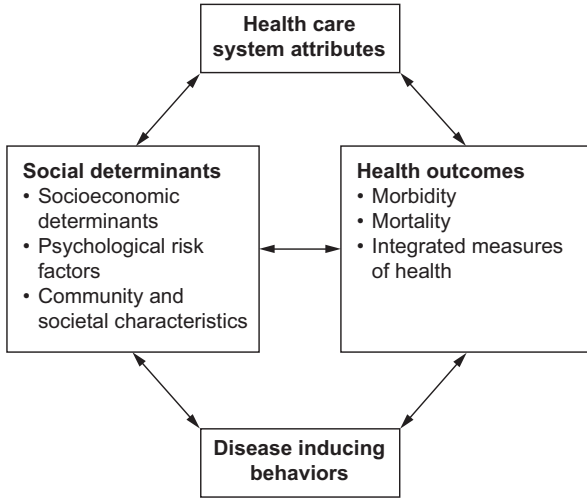 Health care
system attributes
Social determinants
• Socioeconomic
determinants
• Psychological risk
factors
• Community and
societal characteristics
Health outcomes
• Morbidity
• Mortality
• Integrated measures
of health
Disease inducing
behaviors